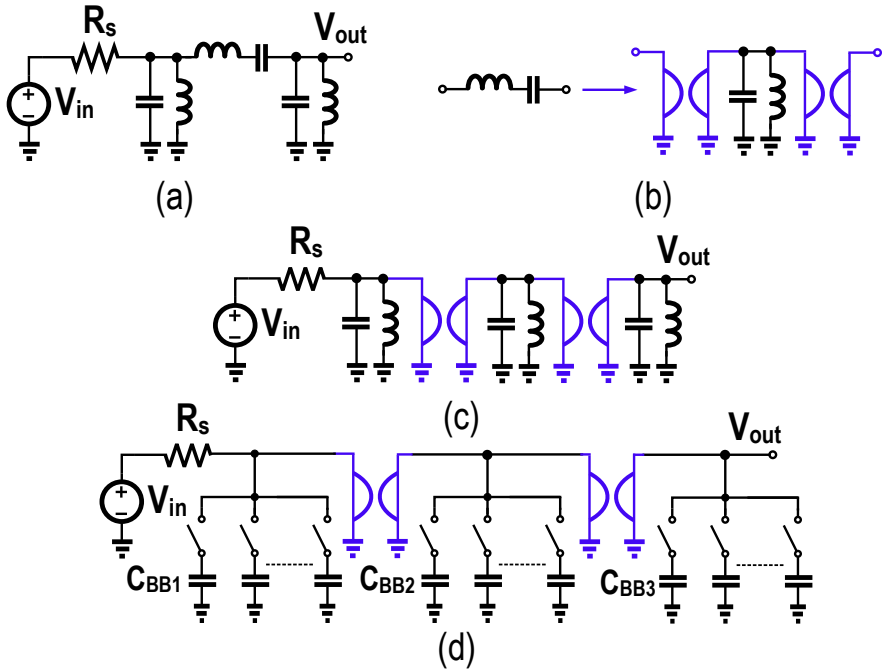 Rs
Vout
Vin
(a)
(b)
Rs
Vout
Vin
(c)
Rs
Vout
Vin
CBB1
CBB2
CBB3
(d)